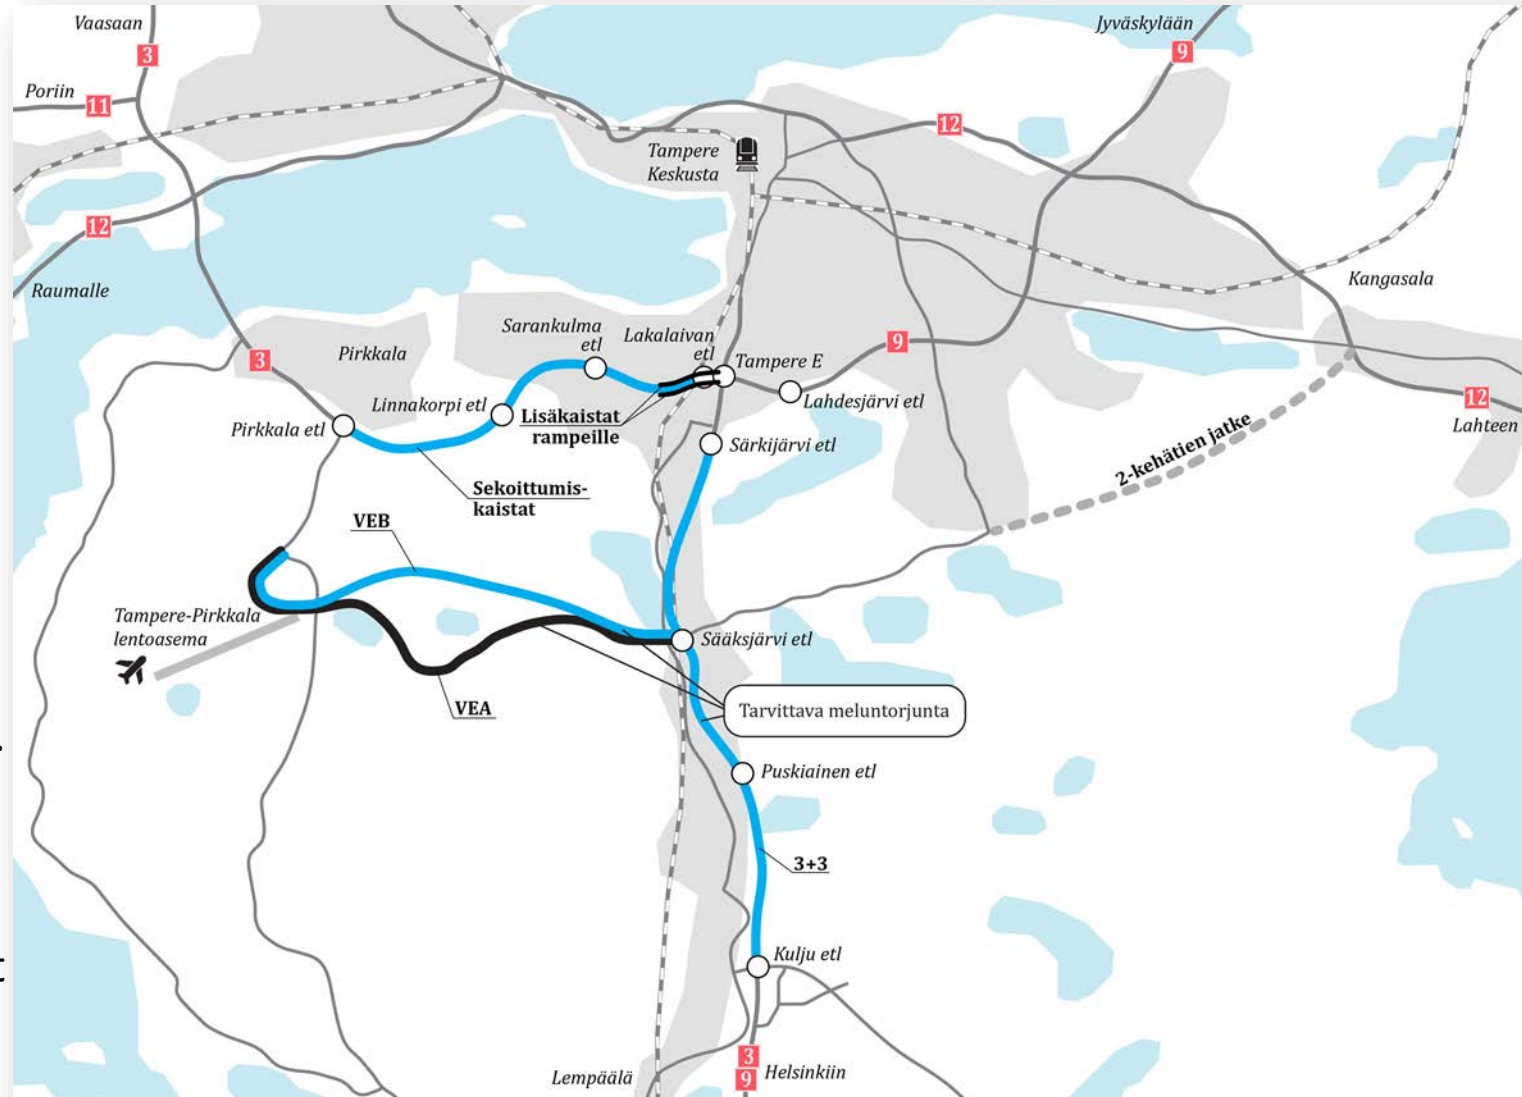 Vaasaan
3
Jyväskylään
9
Poriin
11
12
Tampere
Keskusta
12
Raumalle
Kangasala
Sarankulma
etl
Lakalaivan
etl
Pirkkala
3
Tampere E
9
Linnakorpi etl
Lisäkaistat
rampeille
Lahdesjärvi etl
12
Lahteen
Pirkkala etl
Särkijärvi etl
2-kehätien jatke
Sekoittumis-
kaistat
VEB
Tampere-Pirkkala
lentoasema
Sääksjärvi etl
VEA
Tarvittava meluntorjunta
.
Puskiainen etl
3+3
Kulju etl
t
3
9
Helsinkiin
Lempäälä